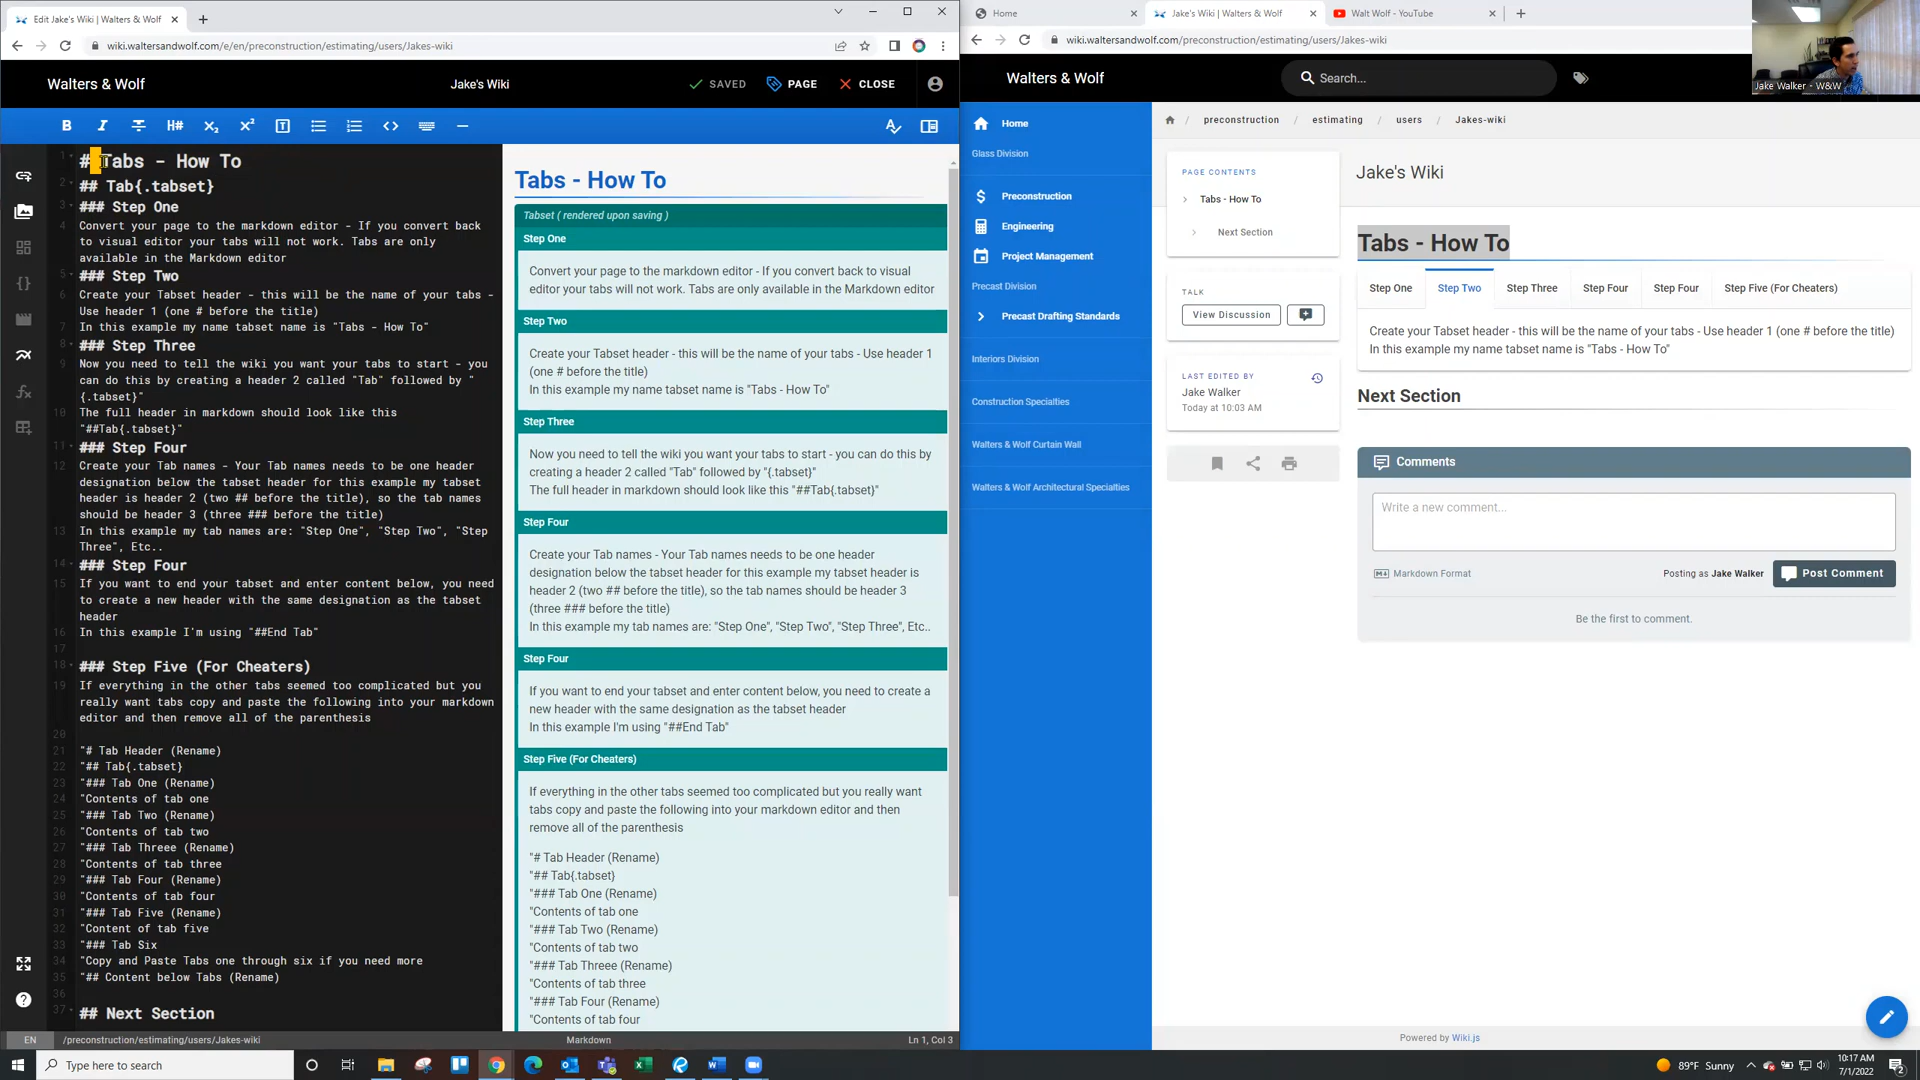 Edit Jake's Wiki | Walters & Wolf
wiki.waltersandwolf.com/e/en/preconstruction/estimating/users/Jakes-wiki
Walters & Wolf
Jake's Wiki
SAVED
PAGE
CLOSE
1
# Tabs - How To
2
## Tab{.tabset}
3
### Step One
4
Convert your page to the markdown editor - If you convert back
to visual editor your tabs will not work. Tabs are only
available in the Markdown editor
5
### Step Two
6
Create your Tabset header - this will be the name of your tabs -
Use header 1 (one # before the title)
7
In this example my name tabset name is "Tabs - How To"
8
### Step Three
9
Now you need to tell the wiki you want your tabs to start - you
can do this by creating a header 2 called "Tab" followed by "
{.tabset}"
10
The full header in markdown should look like this
"##Tab{.tabset}"
11
### Step Four
12
Create your Tab names - Your Tab names needs to be one header
designation below the tabset header for this example my tabset
header is header 2 (two ## before the title), so the tab names
should be header 3 (three ### before the title)
13
In this example my tab names are: "Step One", "Step Two", "Step
Three", Etc..
14
### Step Four
15
If you want to end your tabset and enter content below, you need
to create a new header with the same designation as the tabset
header
16
In this example I'm using "##End Tab"
17
18
### Step Five (For Cheaters)
19
If everything in the other tabs seemed too complicated but you
really want tabs copy and paste the following into your markdown
editor and then remove all of the parenthesis
20
21
"# Tab Header (Rename)
22
"## Tab{.tabset}
23
"### Tab One (Rename)
24
"Contents of tab one
25
"### Tab Two (Rename)
26
"Contents of tab two
27
"### Tab Threee (Rename)
28
"Contents of tab three
29
"### Tab Four (Rename)
30
"Contents of tab four
31
"### Tab Five (Rename)
32
"Content of tab five
33
"### Tab Six
34
"Copy and Paste Tabs one through six if you need more
35
"## Content below Tabs (Rename)
36
37
## Next Section
Tabs - How To
Tabset ( rendered upon saving )
Step One
Convert your page to the markdown editor - If you convert back to visual
editor your tabs will not work. Tabs are only available in the Markdown editor
Step Two
Create your Tabset header - this will be the name of your tabs - Use header 1
(one # before the title)
In this example my name tabset name is "Tabs - How To"
Step Three
Now you need to tell the wiki you want your tabs to start - you can do this by
creating a header 2 called "Tab" followed by "{.tabset}"
The full header in markdown should look like this "##Tab{.tabset}"
Step Four
Create your Tab names - Your Tab names needs to be one header
designation below the tabset header for this example my tabset header is
header 2 (two ## before the title), so the tab names should be header 3
(three ### before the title)
In this example my tab names are: "Step One", "Step Two", "Step Three", Etc..
Step Four
If you want to end your tabset and enter content below, you need to create a
new header with the same designation as the tabset header
In this example I'm using "##End Tab"
Step Five (For Cheaters)
If everything in the other tabs seemed too complicated but you really want
tabs copy and paste the following into your markdown editor and then
remove all of the parenthesis
"# Tab Header (Rename)
"## Tab{.tabset}
"### Tab One (Rename)
"Contents of tab one
"### Tab Two (Rename)
"Contents of tab two
"### Tab Threee (Rename)
"Contents of tab three
"### Tab Four (Rename)
"Contents of tab four
EN
/preconstruction/estimating/users/Jakes-wiki
Markdown
Ln 1, Col 3
Home
Jake's Wiki | Walters & Wolf
Walt Wolf - YouTube
wiki.waltersandwolf.com/preconstruction/estimating/users/Jakes-wiki
Walters & Wolf
Search...
Jake Walker - W&W
Home
Glass Division
Preconstruction
Engineering
Project Management
Precast Division
Precast Drafting Standards
Interiors Division
Construction Specialties
Walters & Wolf Curtain Wall
Walters & Wolf Architectural Specialties
/ preconstruction / estimating / users / Jakes-wiki
PAGE CONTENTS
Tabs - How To
Next Section
TALK
View Discussion
LAST EDITED BY
Jake Walker
Today at 10:03 AM
Jake's Wiki
Tabs - How To
Step One Step Two Step Three Step Four Step Four Step Five (For Cheaters)
Create your Tabset header - this will be the name of your tabs - Use header 1 (one # before the title)
In this example my name tabset name is "Tabs - How To"
Next Section
Comments
Write a new comment...
Markdown Format
Posting as Jake Walker
Post Comment
Be the first to comment.
Powered by Wiki.js
Type here to search
89°F Sunny
10:17 AM
7/1/2022